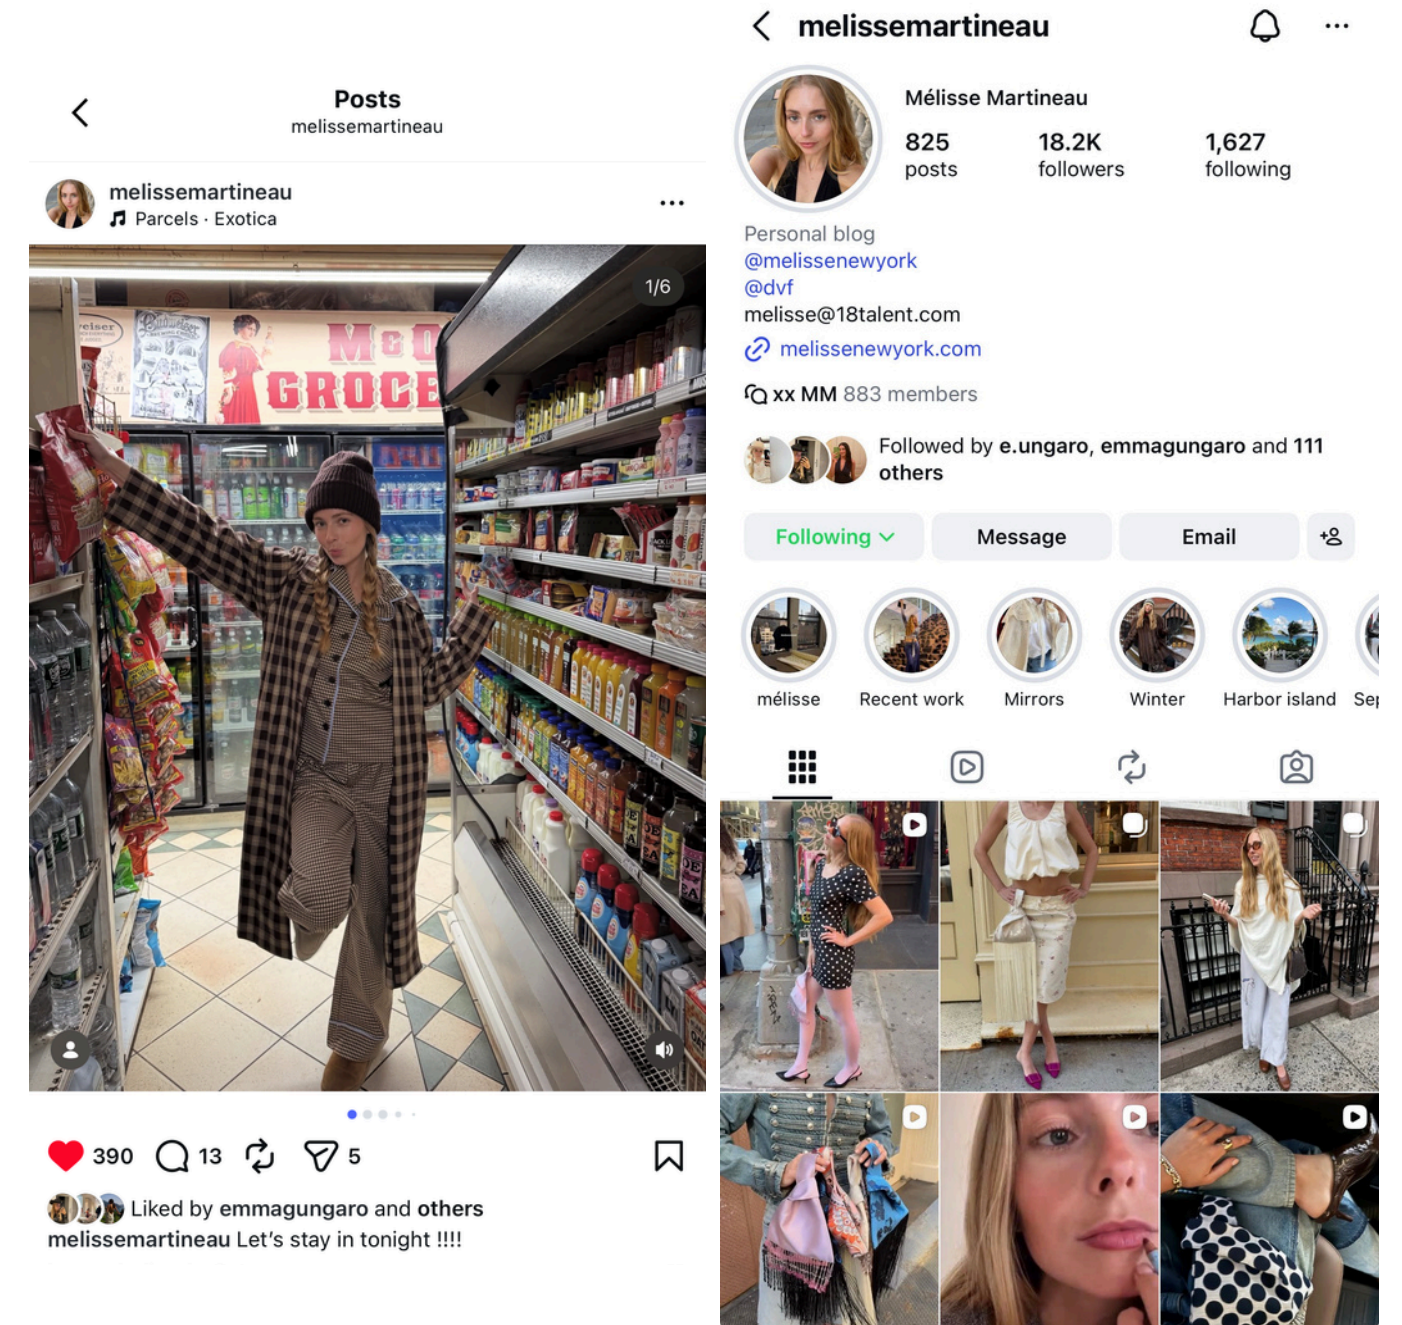 Posts
melissemartineau
melissemartineau
Parcels · Exotica
1/6
M&O
GROCE
390
13
5
Liked by emmagungaro and others
melissemartineau Let's stay in tonight !!!!
melissemartineau
Mélisse Martineau
825
18.2K
1,627
posts
followers
following
Personal blog
@melissenewyork
@dvf
melisse@18talent.com
melissenewyork.com
xx MM 883 members
Followed by e.ungaro, emmagungaro and 111
others
Following
Message
Email
mélisse
Recent work
Mirrors
Winter
Harbor island
Sep